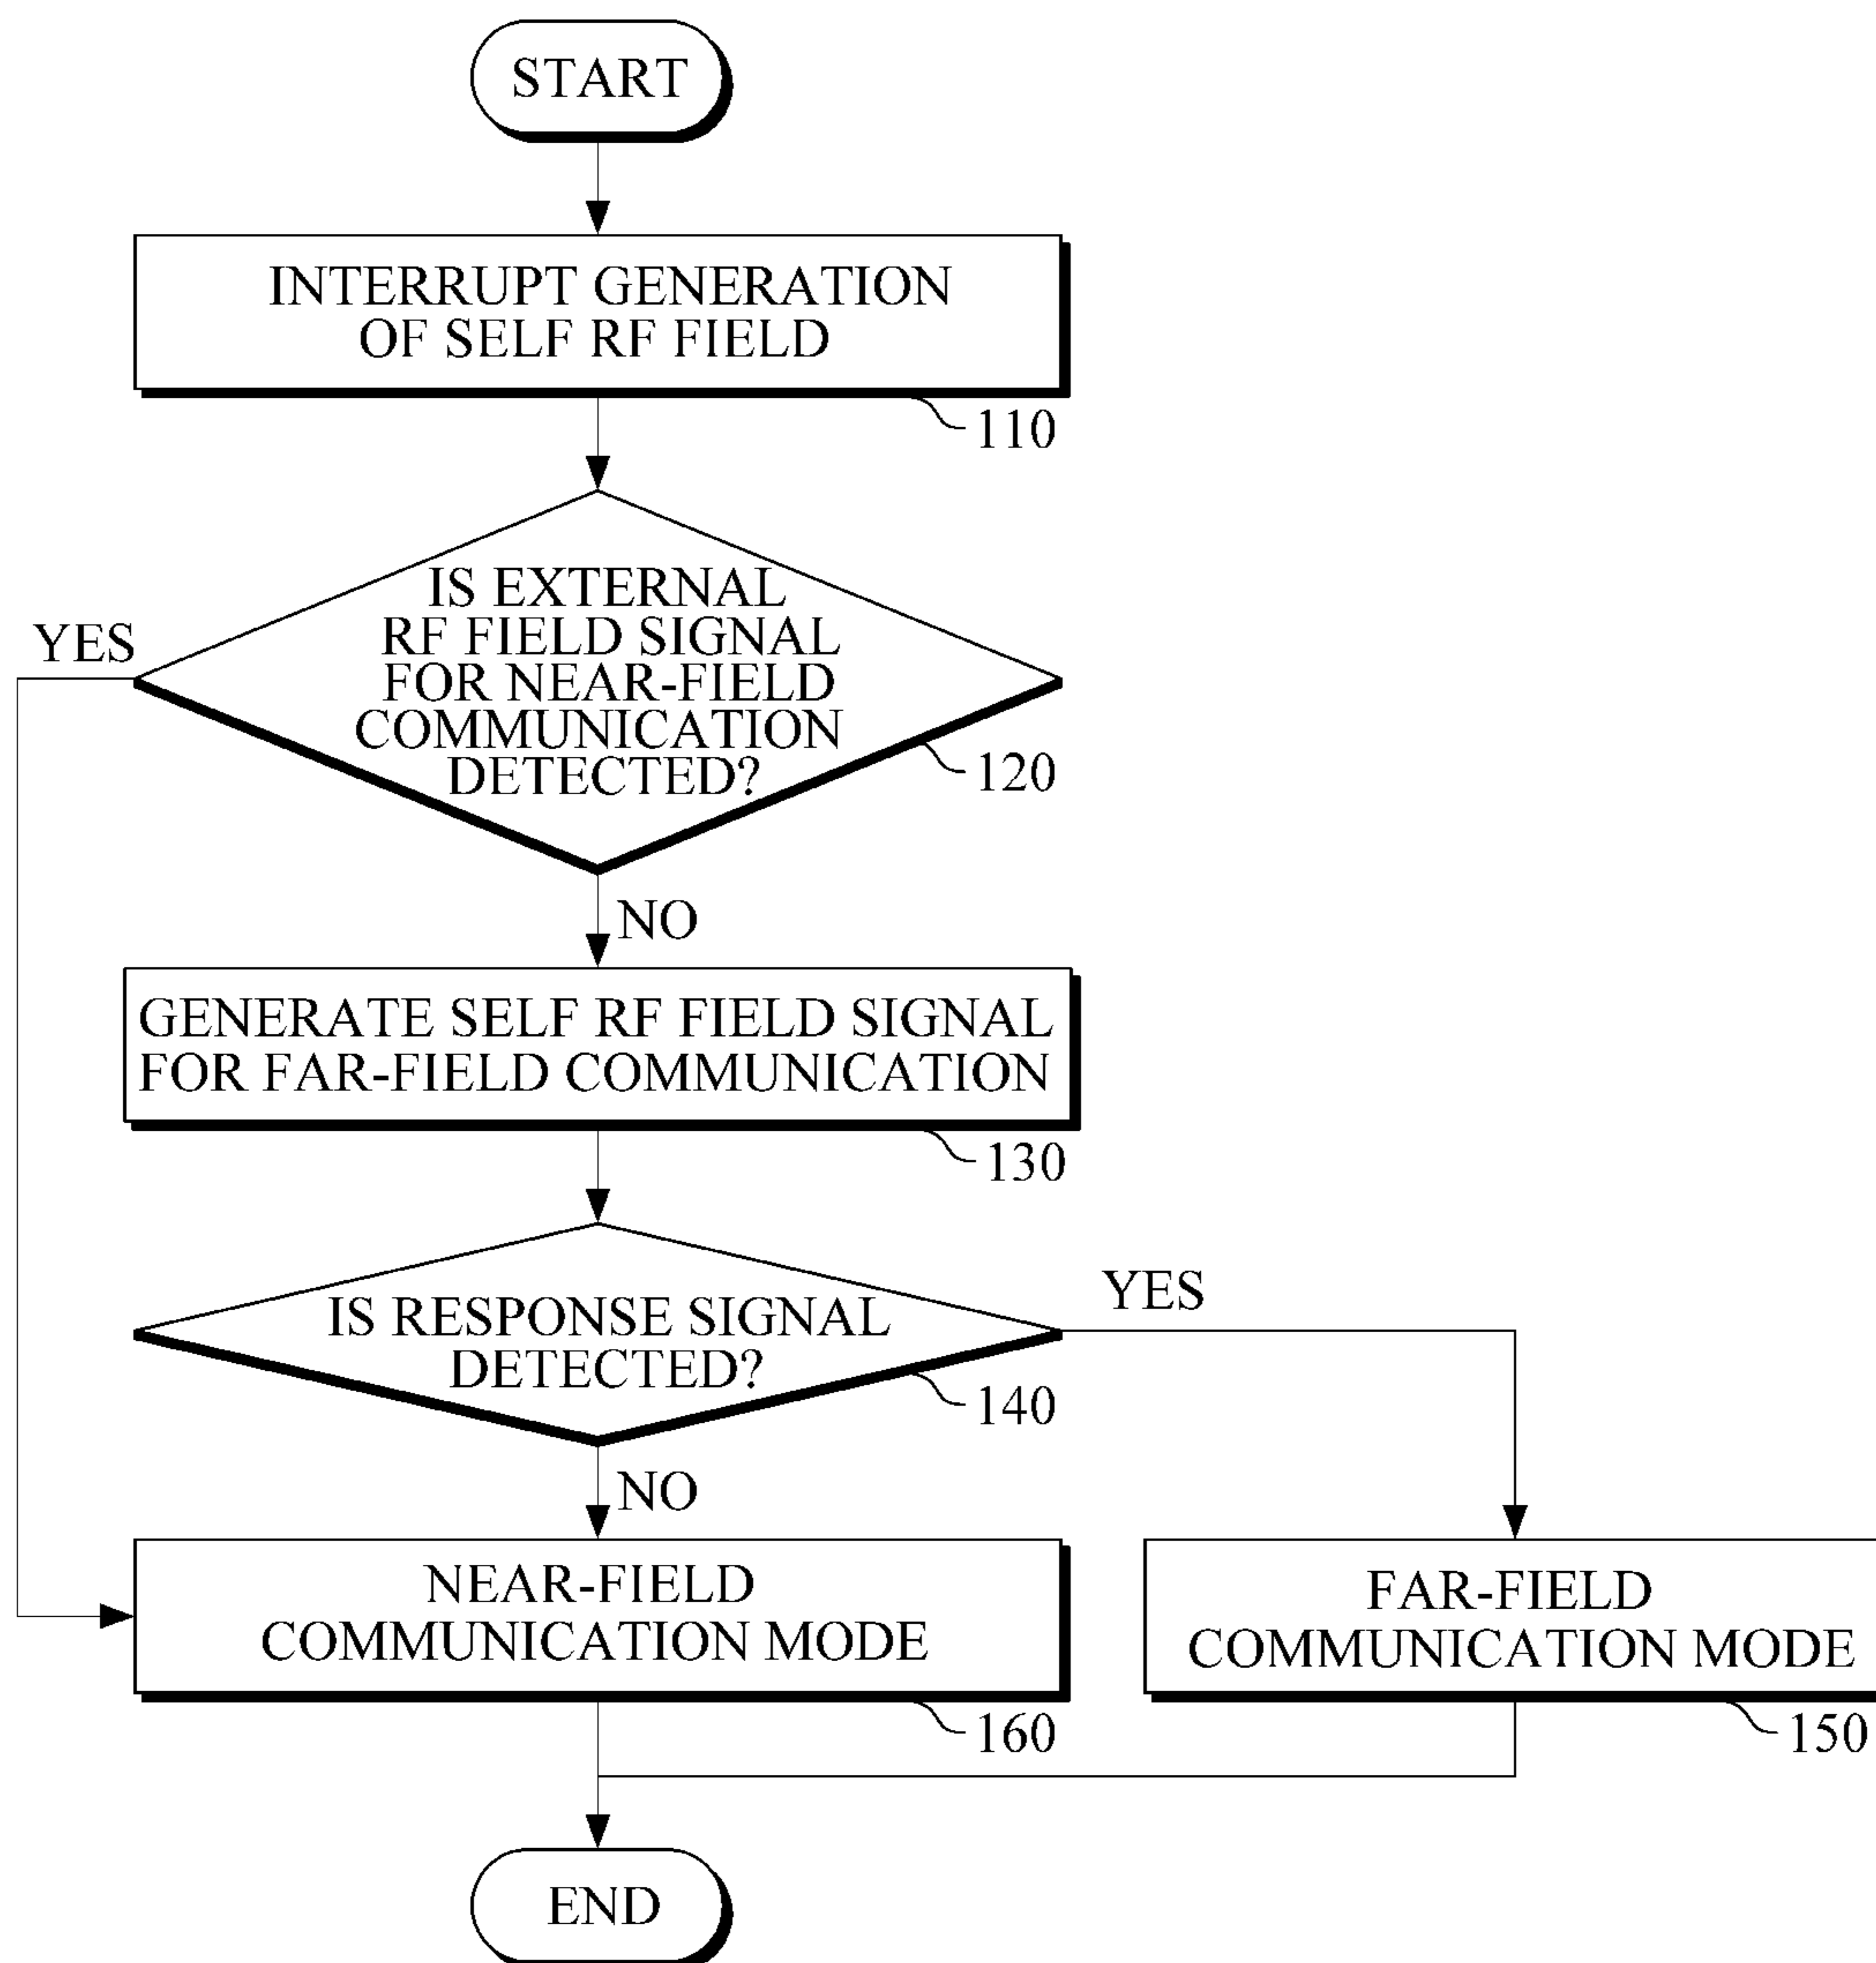 START
INTERRUPT GENERATION
OF SELF RF FIELD
110
IS EXTERNAL
RF FIELD SIGNAL
FOR NEAR-FIELD
COMMUNICATION
DETECTED?
YES
120
NO
GENERATE SELF RF FIELD SIGNAL
FOR FAR-FIELD COMMUNICATION
130
IS RESPONSE SIGNAL
DETECTED?
YES
140
NO
NEAR-FIELD
COMMUNICATION MODE
160
FAR-FIELD
COMMUNICATION MODE
150
END